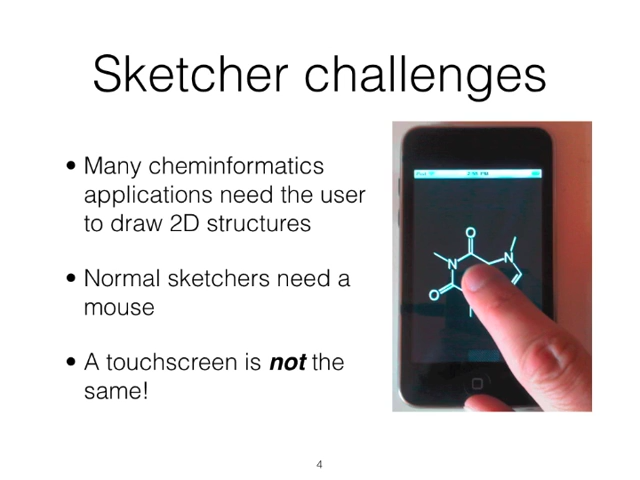 Sketcher challenges
• Many cheminformatics
applications need the user
to draw 2D structures
• Normal sketchers need a
mouse
• A touchscreen is not the
same!
O
N
N
O
4